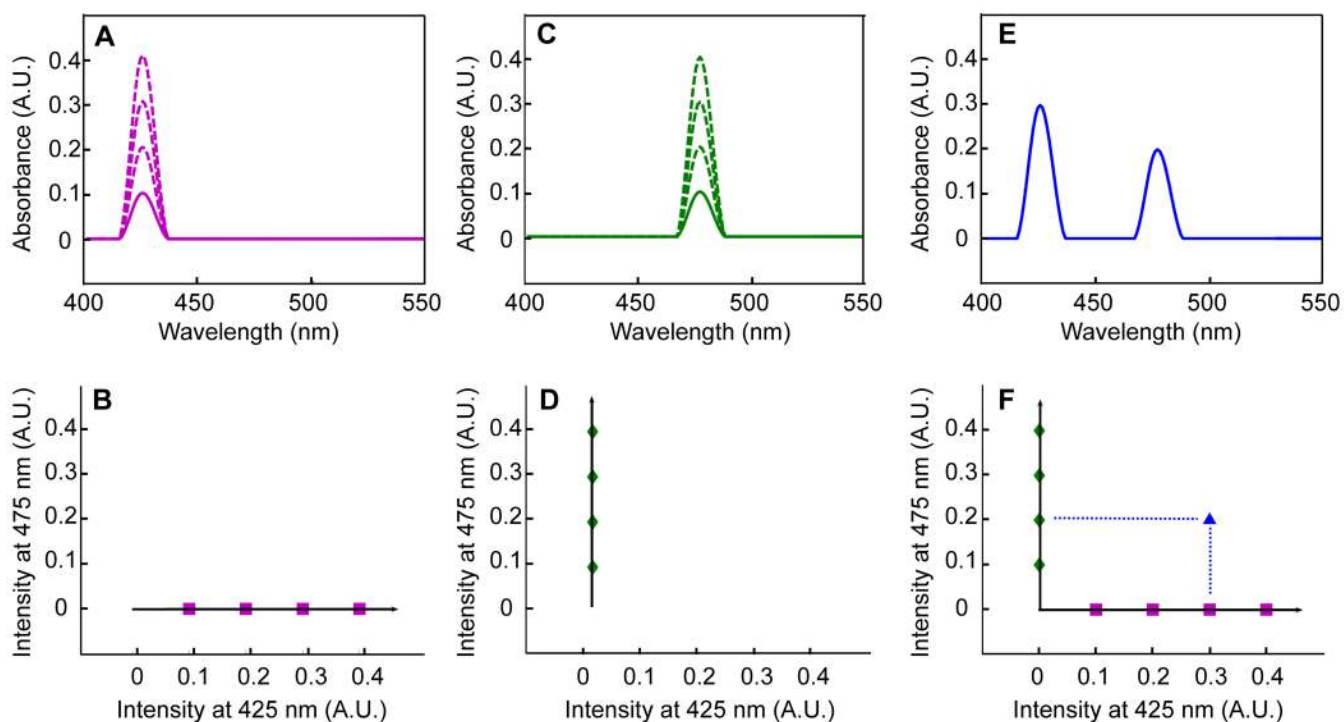 A
Absorbance (A.U.)
0.4
0.3
0.2
0.1
0
400 450 500 550
Wavelength (nm)
C
Absorbance (A.U.)
0.4
0.3
0.2
0.1
0
400 450 500 550
Wavelength (nm)
E
Absorbance (A.U.)
0.4
0.3
0.2
0.1
0
400 450 500 550
Wavelength (nm)
B
Intensity at 475 nm (A.U.)
0.4
0.3
0.2
0.1
0
0 0.1 0.2 0.3 0.4
Intensity at 425 nm (A.U.)
D
Intensity at 475 nm (A.U.)
0.4
0.3
0.2
0.1
0
0 0.1 0.2 0.3 0.4
Intensity at 425 nm (A.U.)
F
Intensity at 475 nm (A.U.)
0.4
0.3
0.2
0.1
0
0 0.1 0.2 0.3 0.4
Intensity at 425 nm (A.U.)